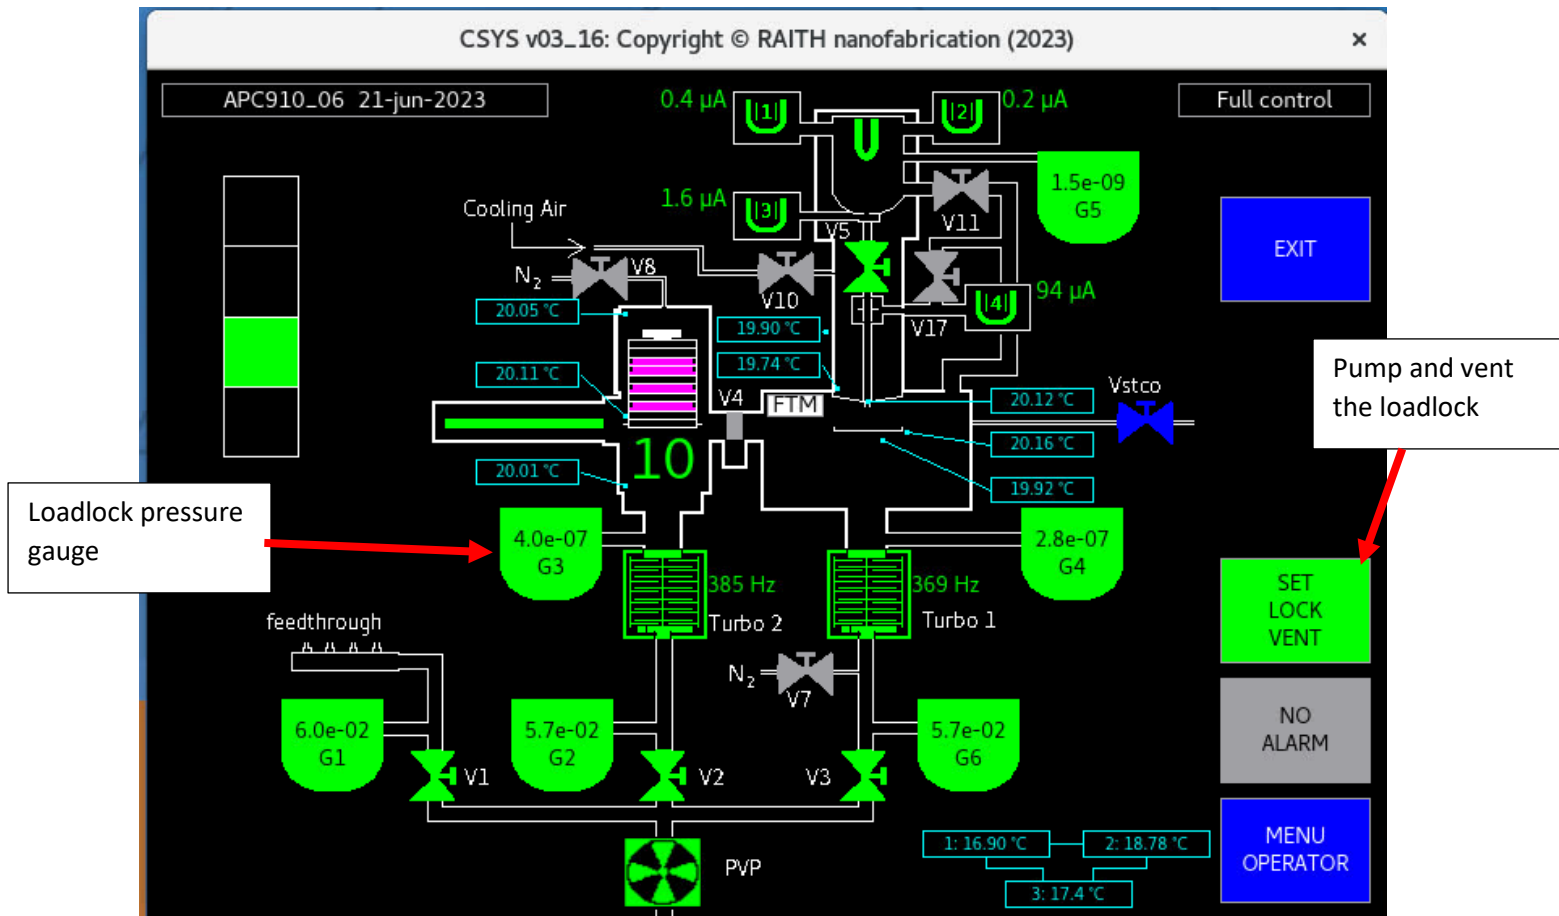 CSYS v03_16: Copyright © RAITH nanofabrication (2023)
×
APC910_06 21-jun-2023
Full control
0.4 µA
|1|
|2|
0.2 µA
1.5e-09
G5
1.6 µA
|3|
V11
V5
Cooling Air
EXIT
N2
V8
V10
94 µA
|4|
V17
20.05 °C
19.90 °C
19.74 °C
20.11 °C
V4
FTM
20.12 °C
Vstco
Pump and vent
the loadlock
10
20.16 °C
20.01 °C
19.92 °C
Loadlock pressure
gauge
4.0e-07
G3
2.8e-07
G4
385 Hz
Turbo 2
369 Hz
Turbo 1
SET
LOCK
VENT
feedthrough
N2
V7
6.0e-02
G1
5.7e-02
G2
5.7e-02
G6
NO
ALARM
V1
V2
V3
PVP
1: 16.90 °C
2: 18.78 °C
3: 17.4 °C
MENU
OPERATOR